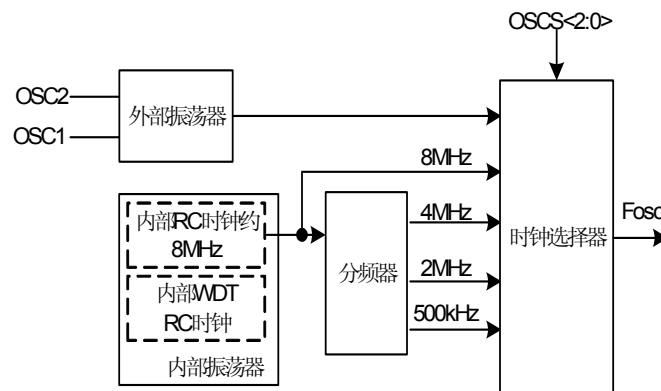 OSCS<2:0>
OSC2
OSC1
外部振荡器
8MHz
内部RC时钟约
8MHz
4MHz
Fosc
时钟选择器
分频器
2MHz
内部WDT
RC时钟
500kHz
内部振荡器